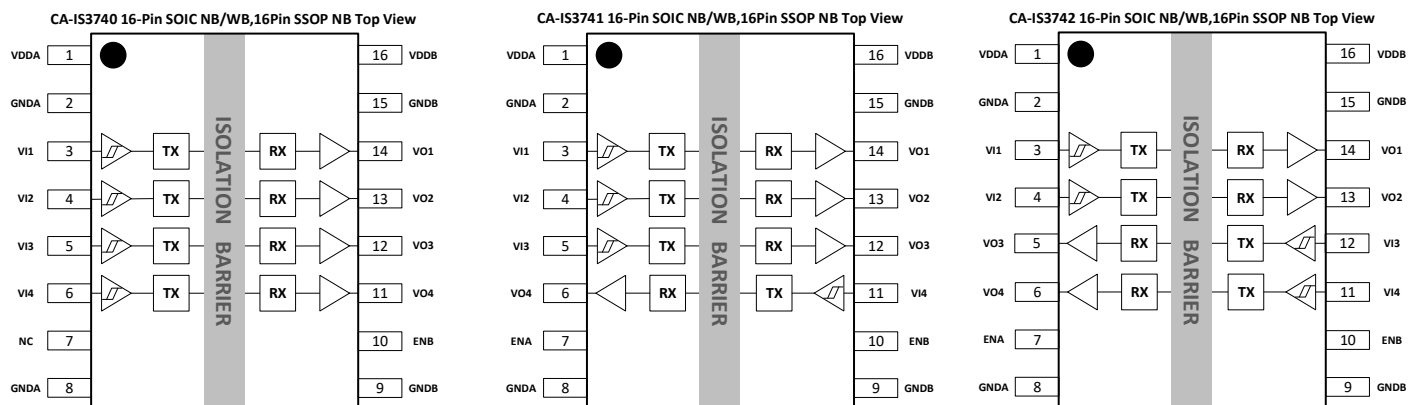 CA-IS3740 16-Pin SOIC NB/WB,16Pin SSOP NB Top View
VDDA 1 16 VDDB
GNDA 2 15 GNDB
VI1 3 TX RX 14 VO1
VI2 4 TX RX 13 VO2
VI3 5 TX RX 12 VO3
VI4 6 TX RX 11 VO4
NC 7 10 ENB
GNDA 8 9 GNDB
ISOLATION BARRIER
CA-IS3741 16-Pin SOIC NB/WB,16Pin SSOP NB Top View
VDDA 1 16 VDDB
GNDA 2 15 GNDB
VI1 3 TX RX 14 VO1
VI2 4 TX RX 13 VO2
VI3 5 TX RX 12 VO3
VO4 6 RX TX 11 VI4
ENA 7 10 ENB
GNDA 8 9 GNDB
ISOLATION BARRIER
CA-IS3742 16-Pin SOIC NB/WB,16Pin SSOP NB Top View
VDDA 1 16 VDDB
GNDA 2 15 GNDB
VI1 3 TX RX 14 VO1
VI2 4 TX RX 13 VO2
VO3 5 RX TX 12 VI3
VO4 6 RX TX 11 VI4
ENA 7 10 ENB
GNDA 8 9 GNDB
ISOLATION BARRIER